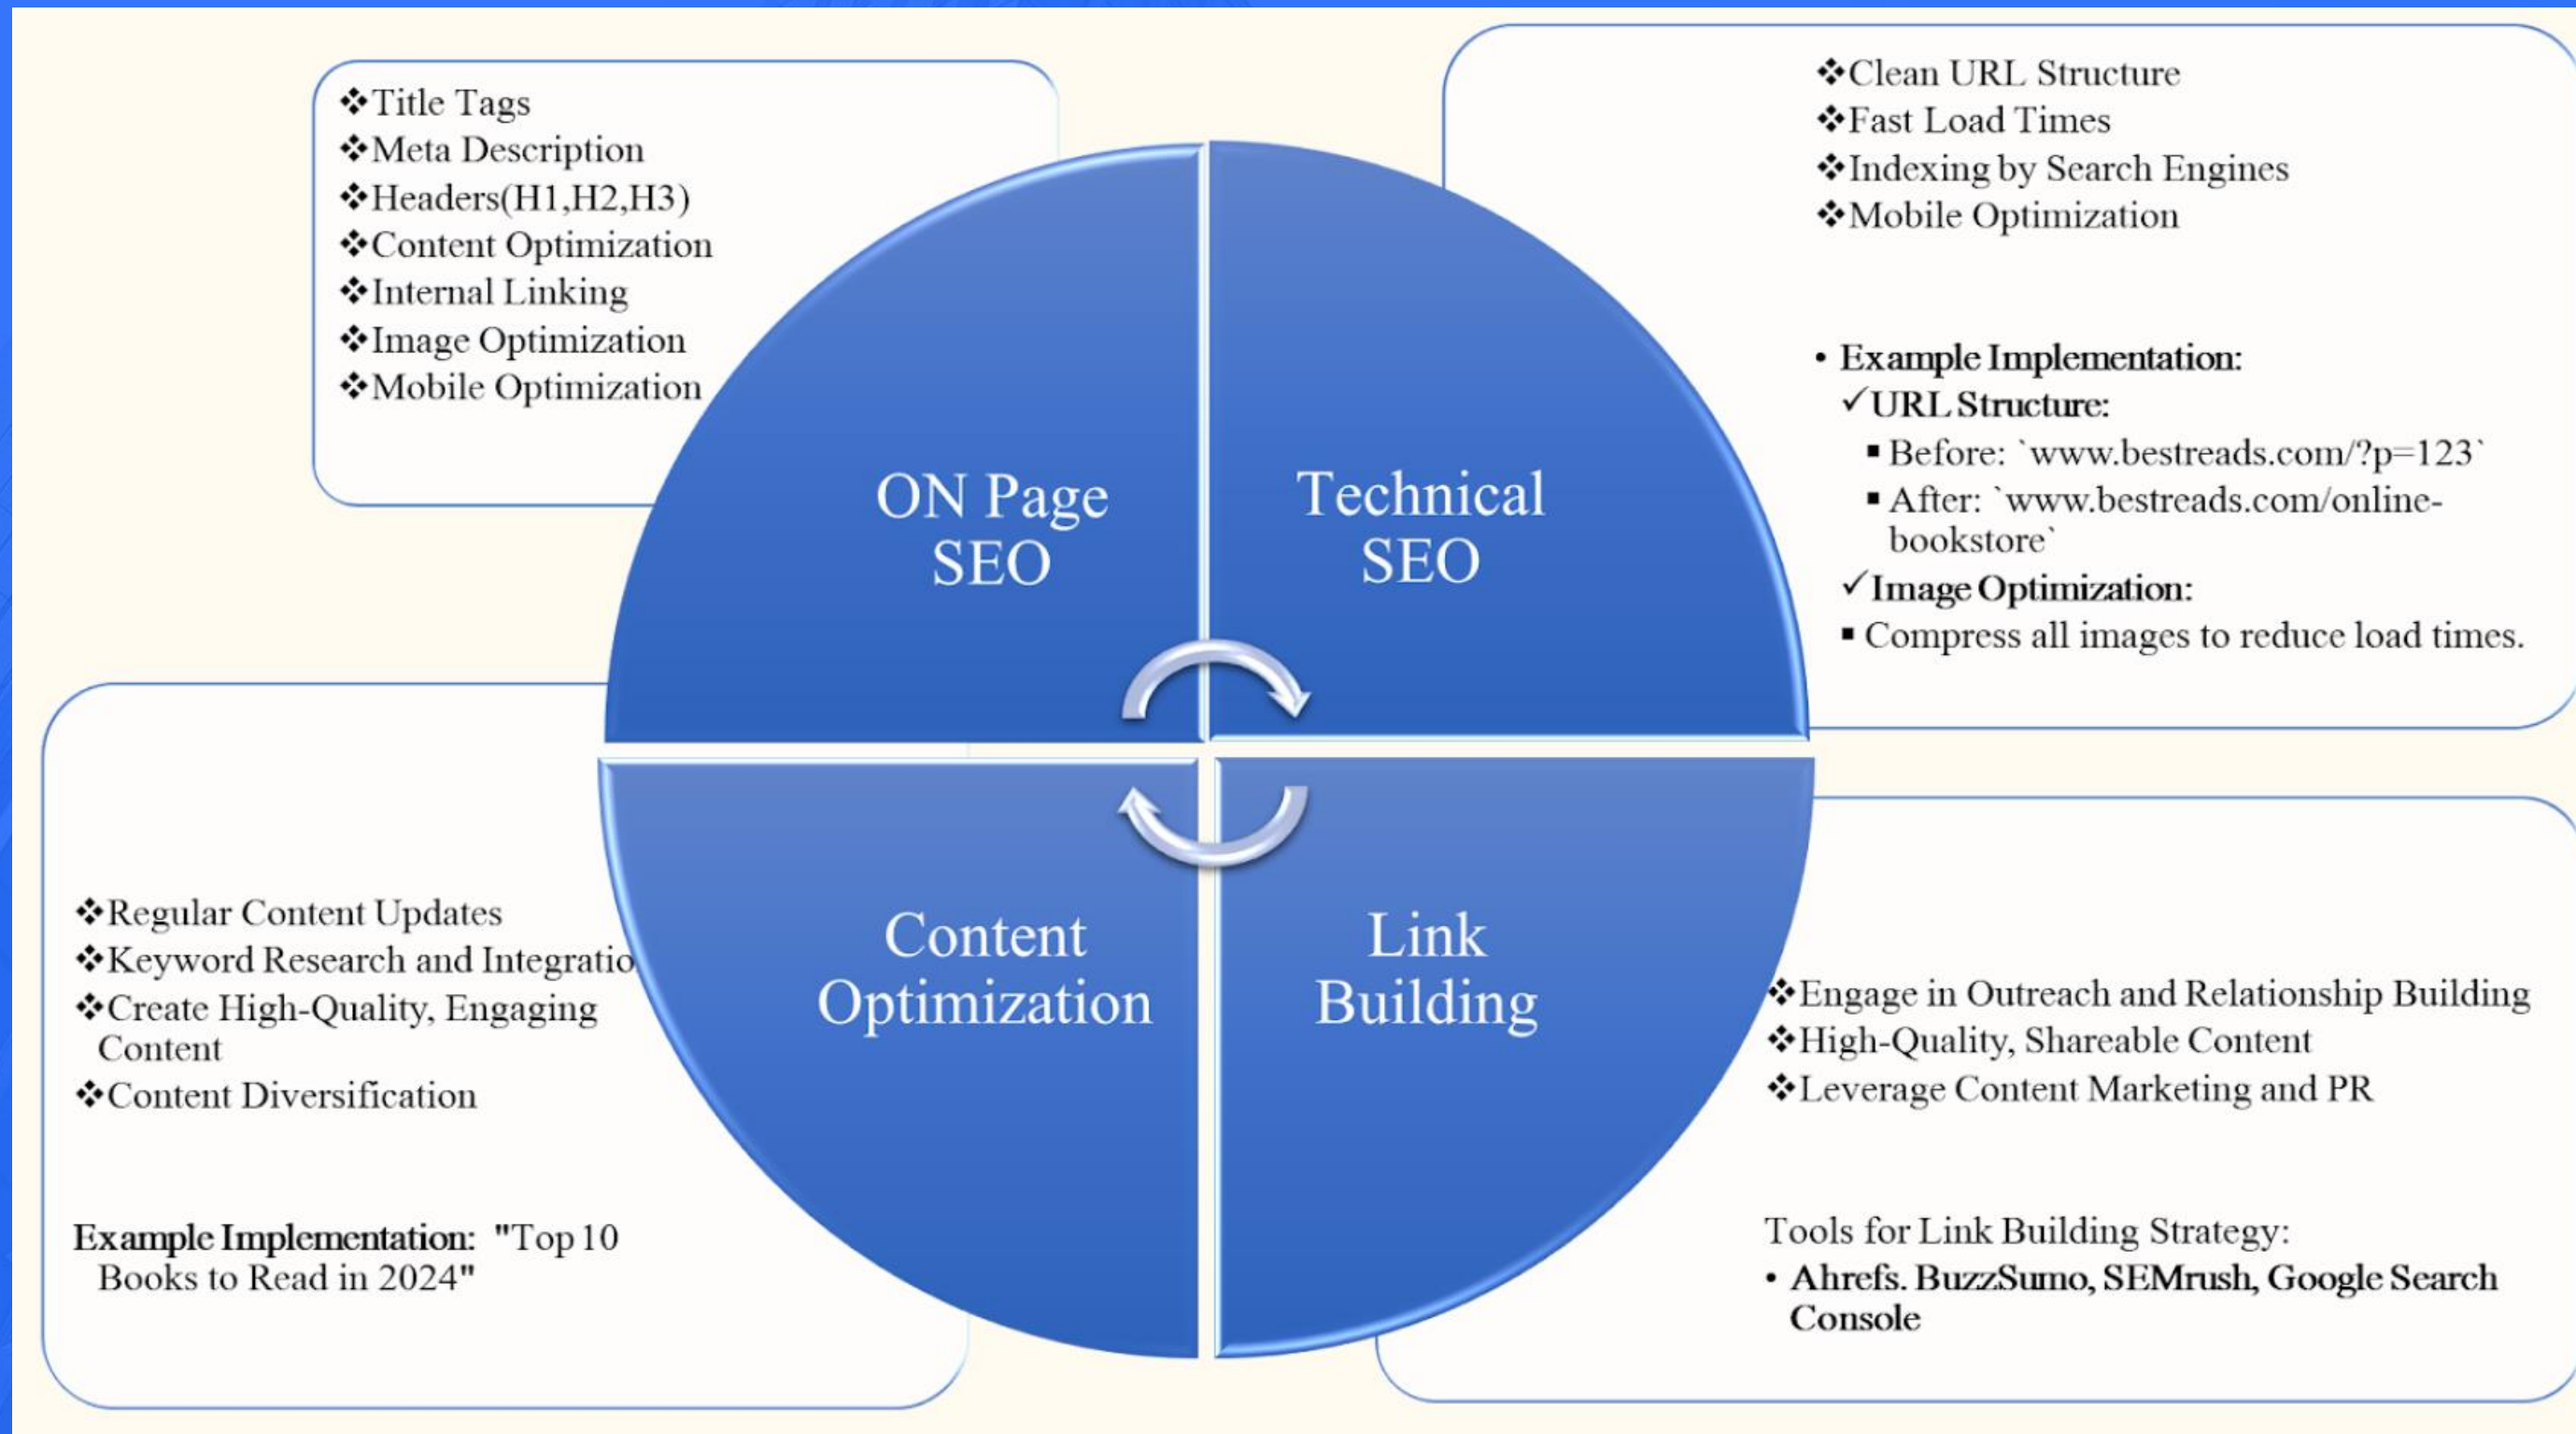 ❖Title Tags
❖Meta Description
❖Headers(H1,H2,H3)
❖Content Optimization
❖Internal Linking
❖Image Optimization
❖Mobile Optimization
ON Page
SEO
Technical
SEO
❖Clean URL Structure
❖Fast Load Times
❖Indexing by Search Engines
❖Mobile Optimization
• Example Implementation:
✓URL Structure:
▪ Before: `www.bestreads.com/?p=123`
▪ After: `www.bestreads.com/online-
bookstore`
✓Image Optimization:
▪ Compress all images to reduce load times.
❖Regular Content Updates
❖Keyword Research and Integratio
❖Create High-Quality, Engaging
Content
❖Content Diversification
Example Implementation: "Top 10
Books to Read in 2024"
Content
Optimization
Link
Building
❖Engage in Outreach and Relationship Building
❖High-Quality, Shareable Content
❖Leverage Content Marketing and PR
Tools for Link Building Strategy:
• Ahrefs. BuzzSumo, SEMrush, Google Search
Console